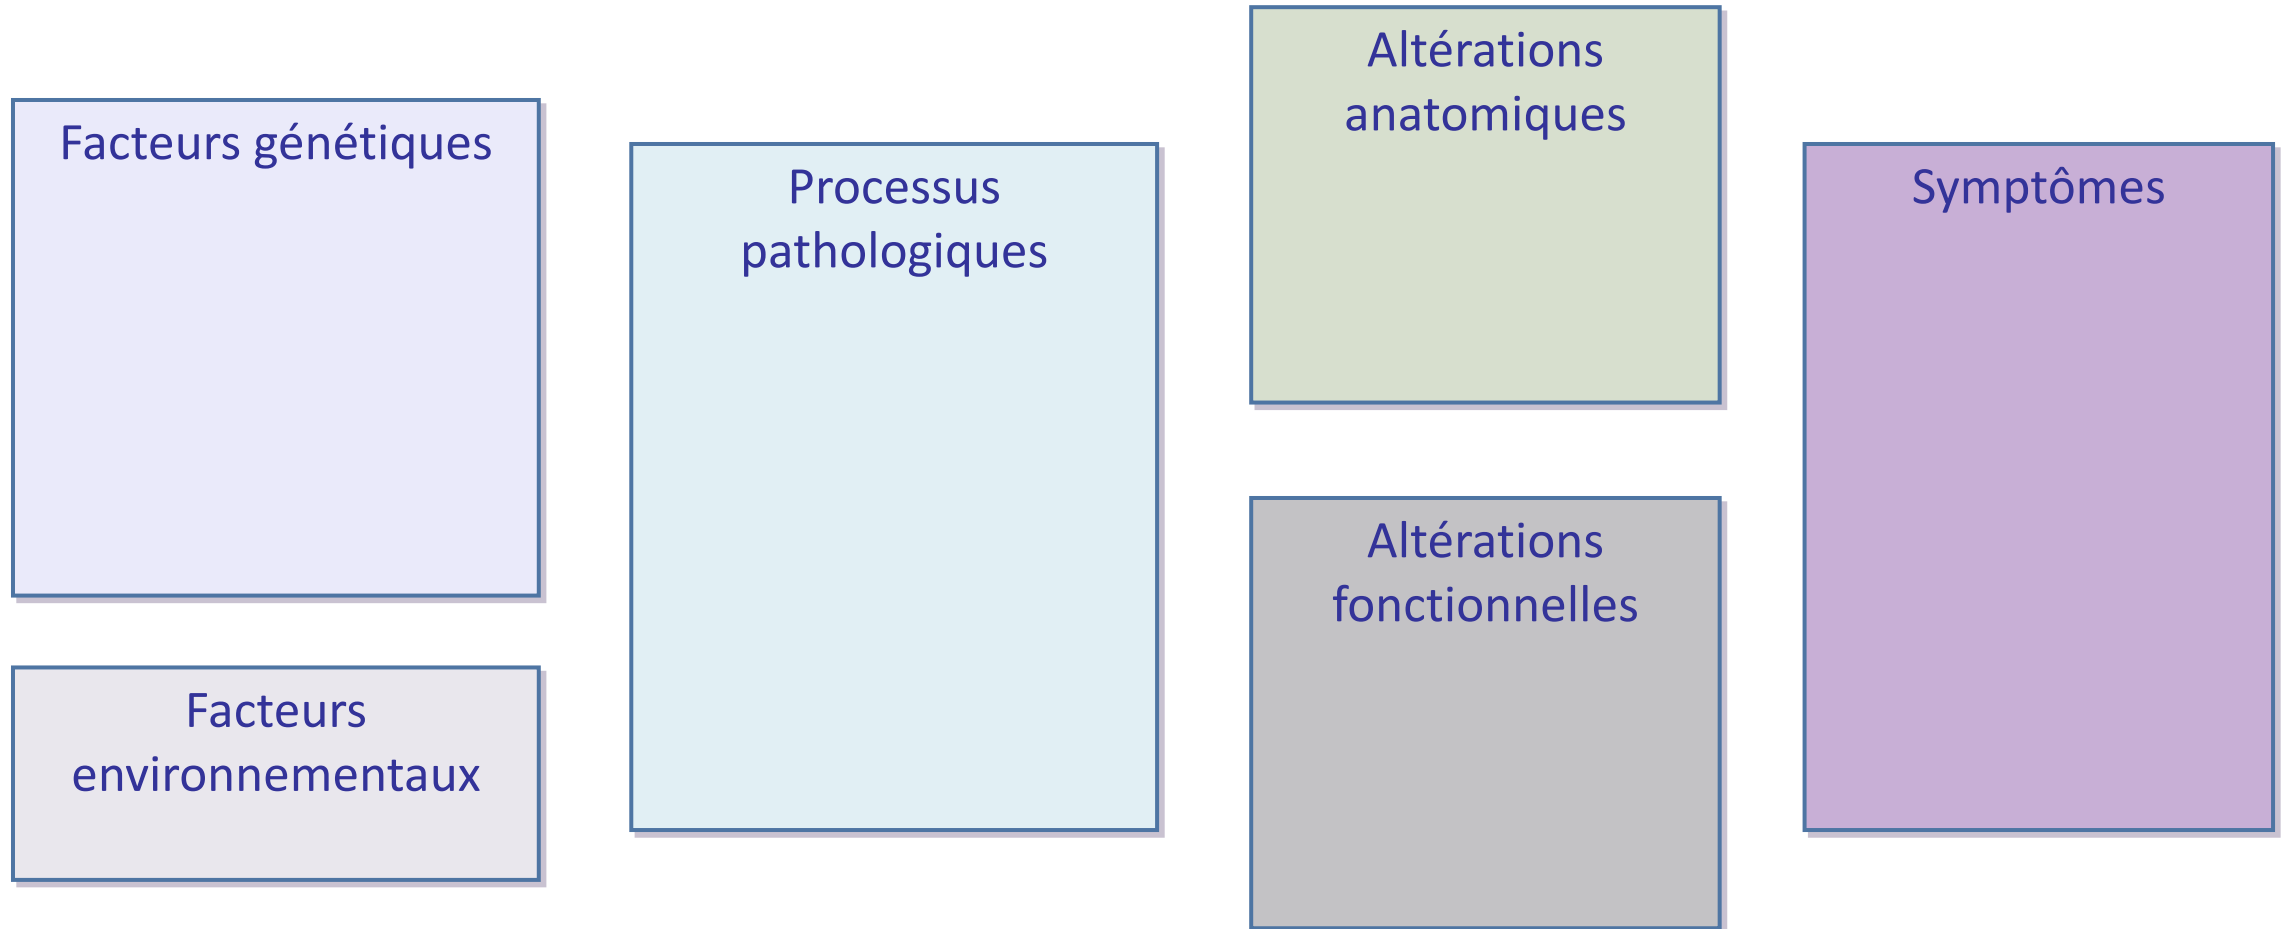 Facteurs génétiques
Facteurs
environnementaux
Processus
pathologiques
Altérations
anatomiques
Altérations
fonctionnelles
Symptômes